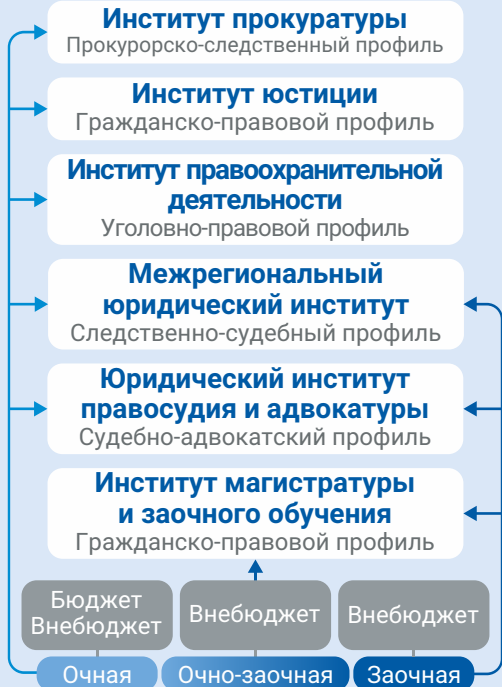 Институт прокуратуры
Прокурорско-следственный профиль
Институт юстиции
Гражданско-правовой профиль
Институт правоохранительной
деятельности
Уголовно-правовой профиль
Межрегиональный
юридический институт
Следственно-судебный профиль
Юридический институт
правосудия и адвокатуры
Судебно-адвокатский профиль
Институт магистратуры
и заочного обучения
Гражданско-правовой профиль
Бюджет
Внебюджет
Внебюджет
Внебюджет
Очная
Очно-заочная
Заочная